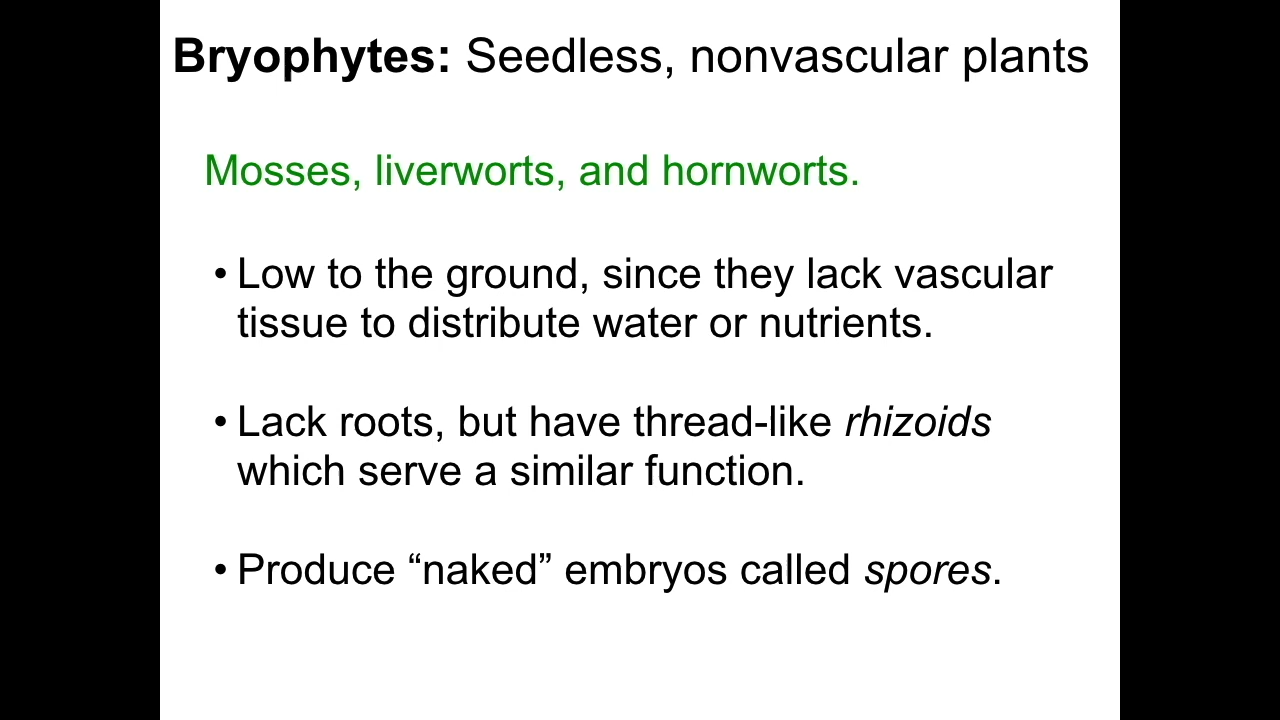 Bryophytes: Seedless, nonvascular plants
Mosses, liverworts, and hornworts.
• Low to the ground, since they lack vascular
tissue to distribute water or nutrients.
• Lack roots, but have thread-like rhizoids
which serve a similar function.
• Produce “naked” embryos called spores.